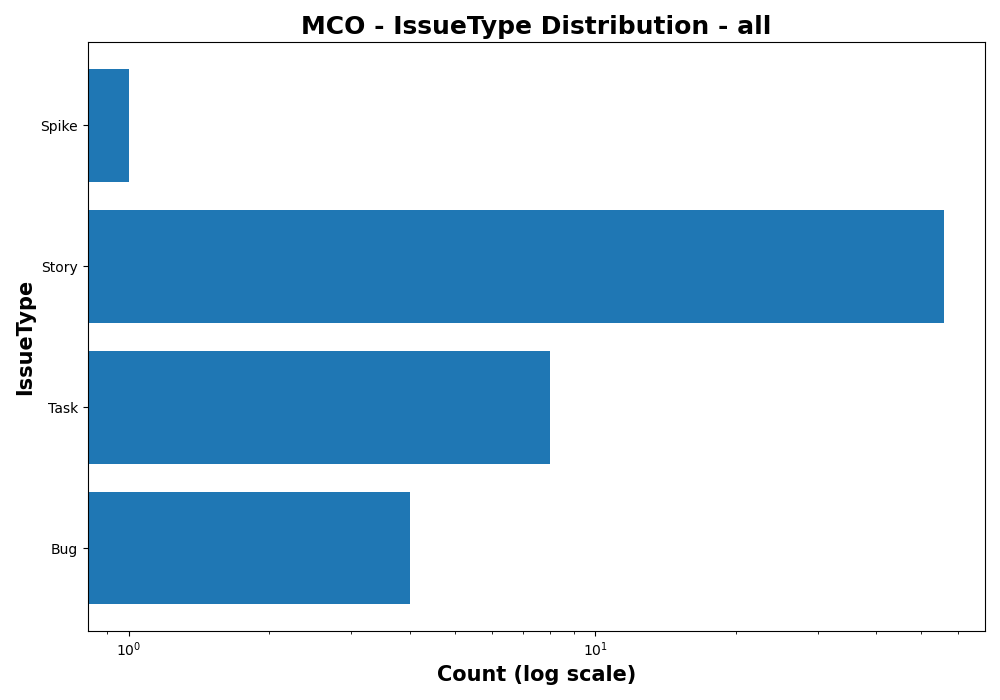 MCO - IssueType Distribution - all
Spike
Story
Task
Bug
IssueType
10⁰
10¹
Count (log scale)